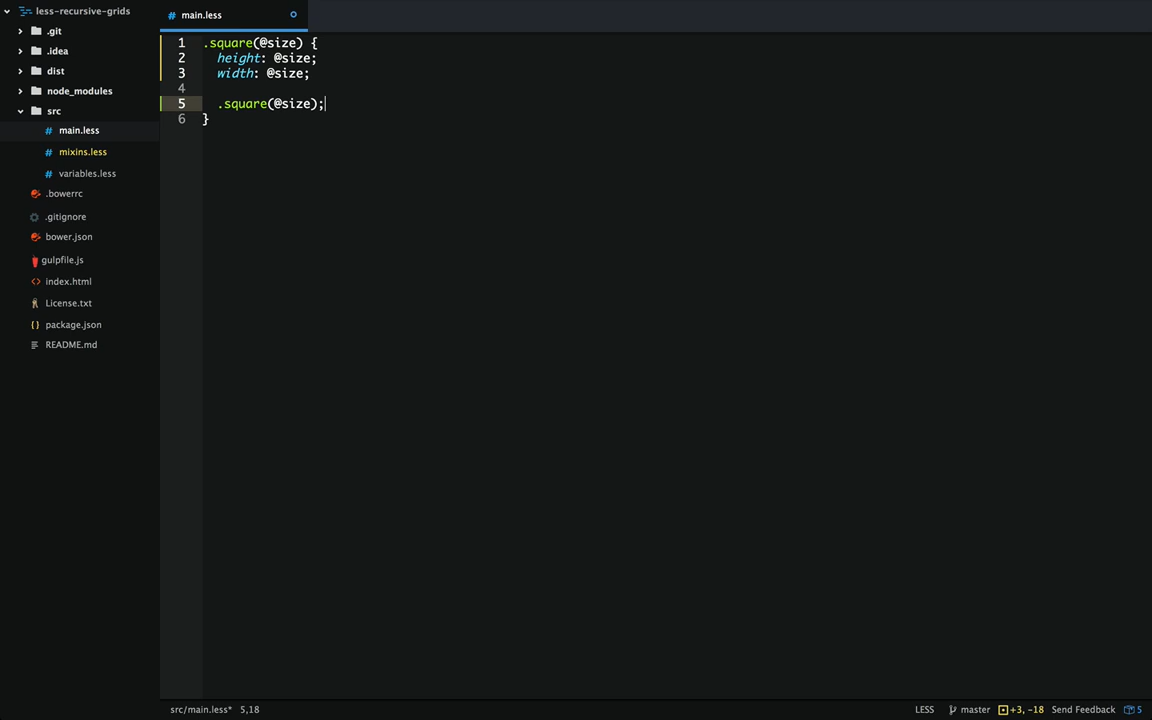 less-recursive-grids
.git
.idea
dist
node_modules
src
main.less
mixins.less
variables.less
.bowerrc
.gitignore
bower.json
gulpfile.js
index.html
License.txt
package.json
README.md
main.less
1 .square(@size) {
2 height: @size;
3 width: @size;
4
5 .square(@size);
6 }
src/main.less* 5,18
LESS master +3, -18 Send Feedback 5